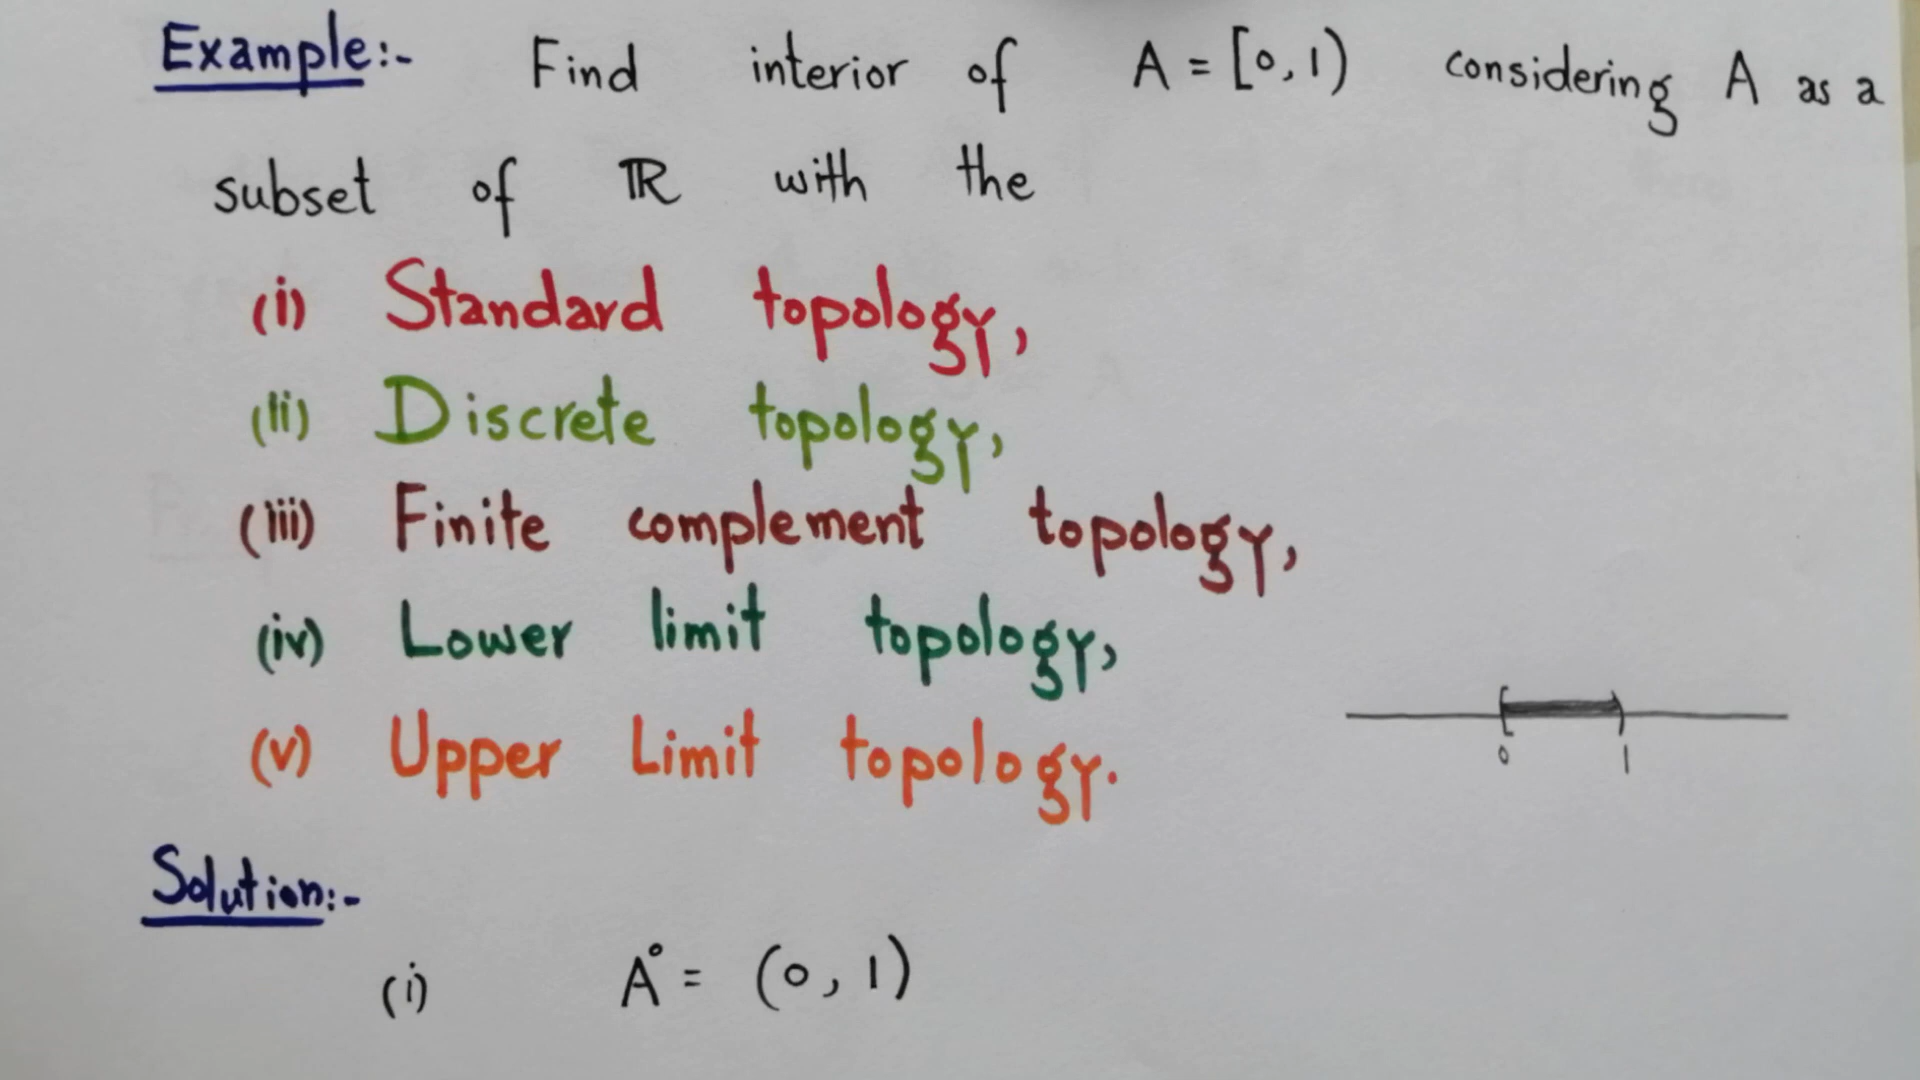 Example:- Find interior of A = [0, 1) considering A as a
subset of ℝ with the
(i) Standard topology,
(ii) Discrete topology,
(iii) Finite complement topology,
(iv) Lower limit topology,
(v) Upper Limit topology.
0 1
Solution:-
(i) A° = (0, 1)